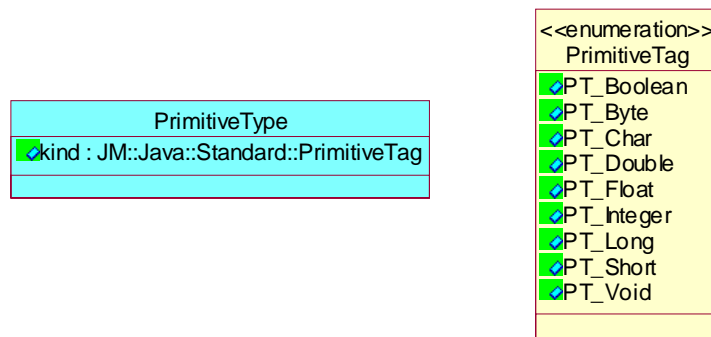 PrimitiveType
kind : JM::Java::Standard::PrimitiveTag
<<enumeration>>
PrimitiveTag
PT_Boolean
PT_Byte
PT_Char
PT_Double
PT_Float
PT_Integer
PT_Long
PT_Short
PT_Void